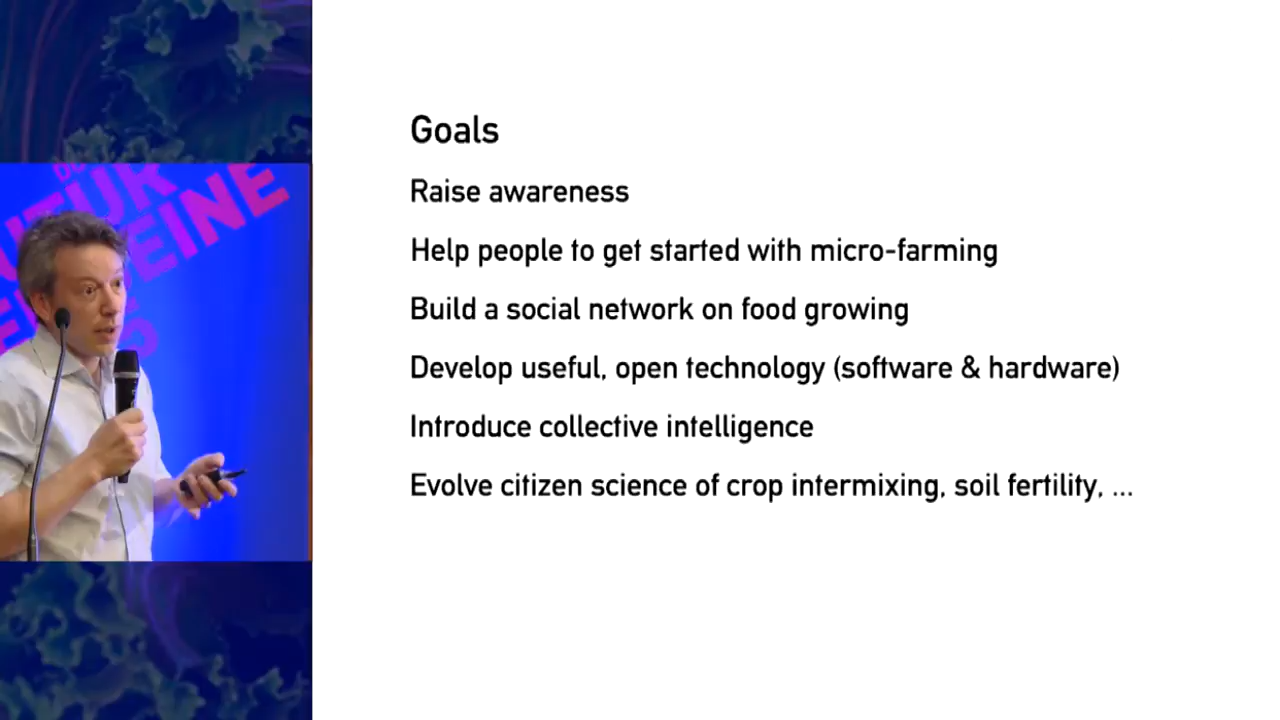 Goals
Raise awareness
Help people to get started with micro-farming
Build a social network on food growing
Develop useful, open technology (software & hardware)
Introduce collective intelligence
Evolve citizen science of crop intermixing, soil fertility, ...